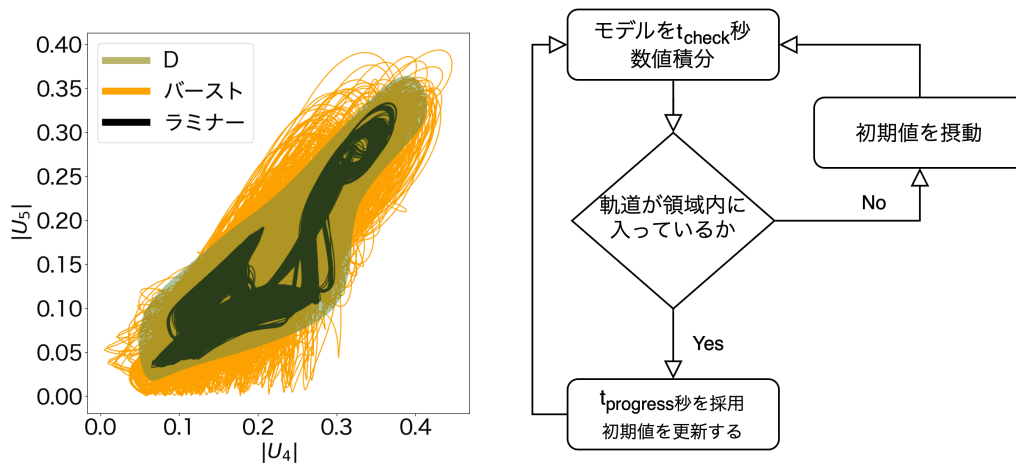 0.40
0.35
0.30
0.25
0.20
0.15
0.10
0.05
0.00
|U₅|
D
バースト
ラミナー
0.0
0.1
0.2
0.3
0.4
|U₄|
モデルをt_check秒
数値積分
初期値を摂動
軌道が領域内に
入っているか
No
Yes
t_progress秒を採用
初期値を更新する